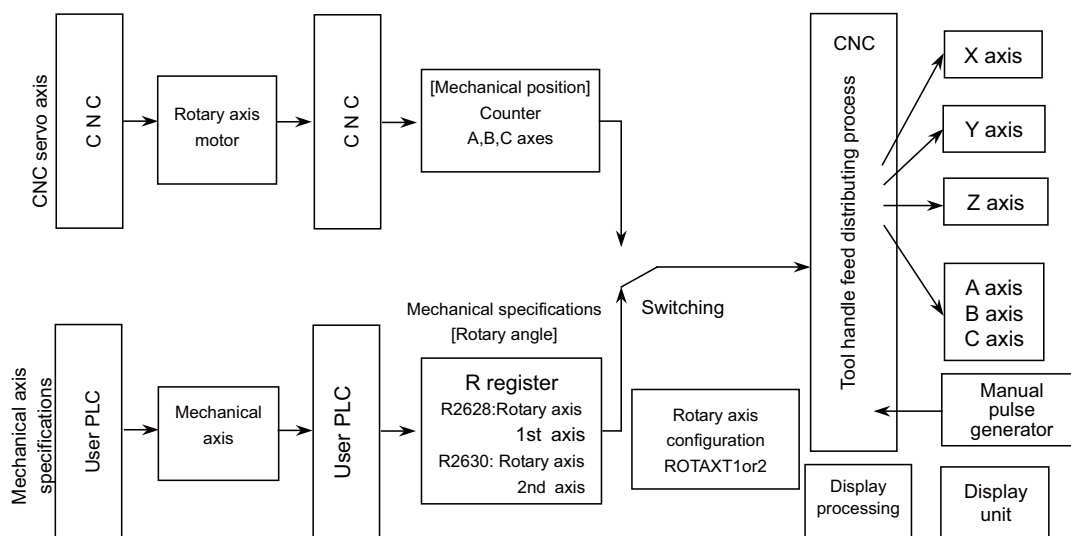 CNC servo axis
C N C
Rotary axis
motor
C N C
[Mechanical position]
Counter
A,B,C axes
CNC
Tool handle feed distributing process
X axis
Y axis
Z axis
A axis
B axis
C axis
Switching
Mechanical specifications
[Rotary angle]
Mechanical axis
specifications
User PLC
Mechanical
axis
User PLC
R register
R2628:Rotary axis
1st axis
R2630: Rotary axis
2nd axis
Rotary axis
configuration
ROTAXT1or2
Manual
pulse
generator
Display
processing
Display
unit